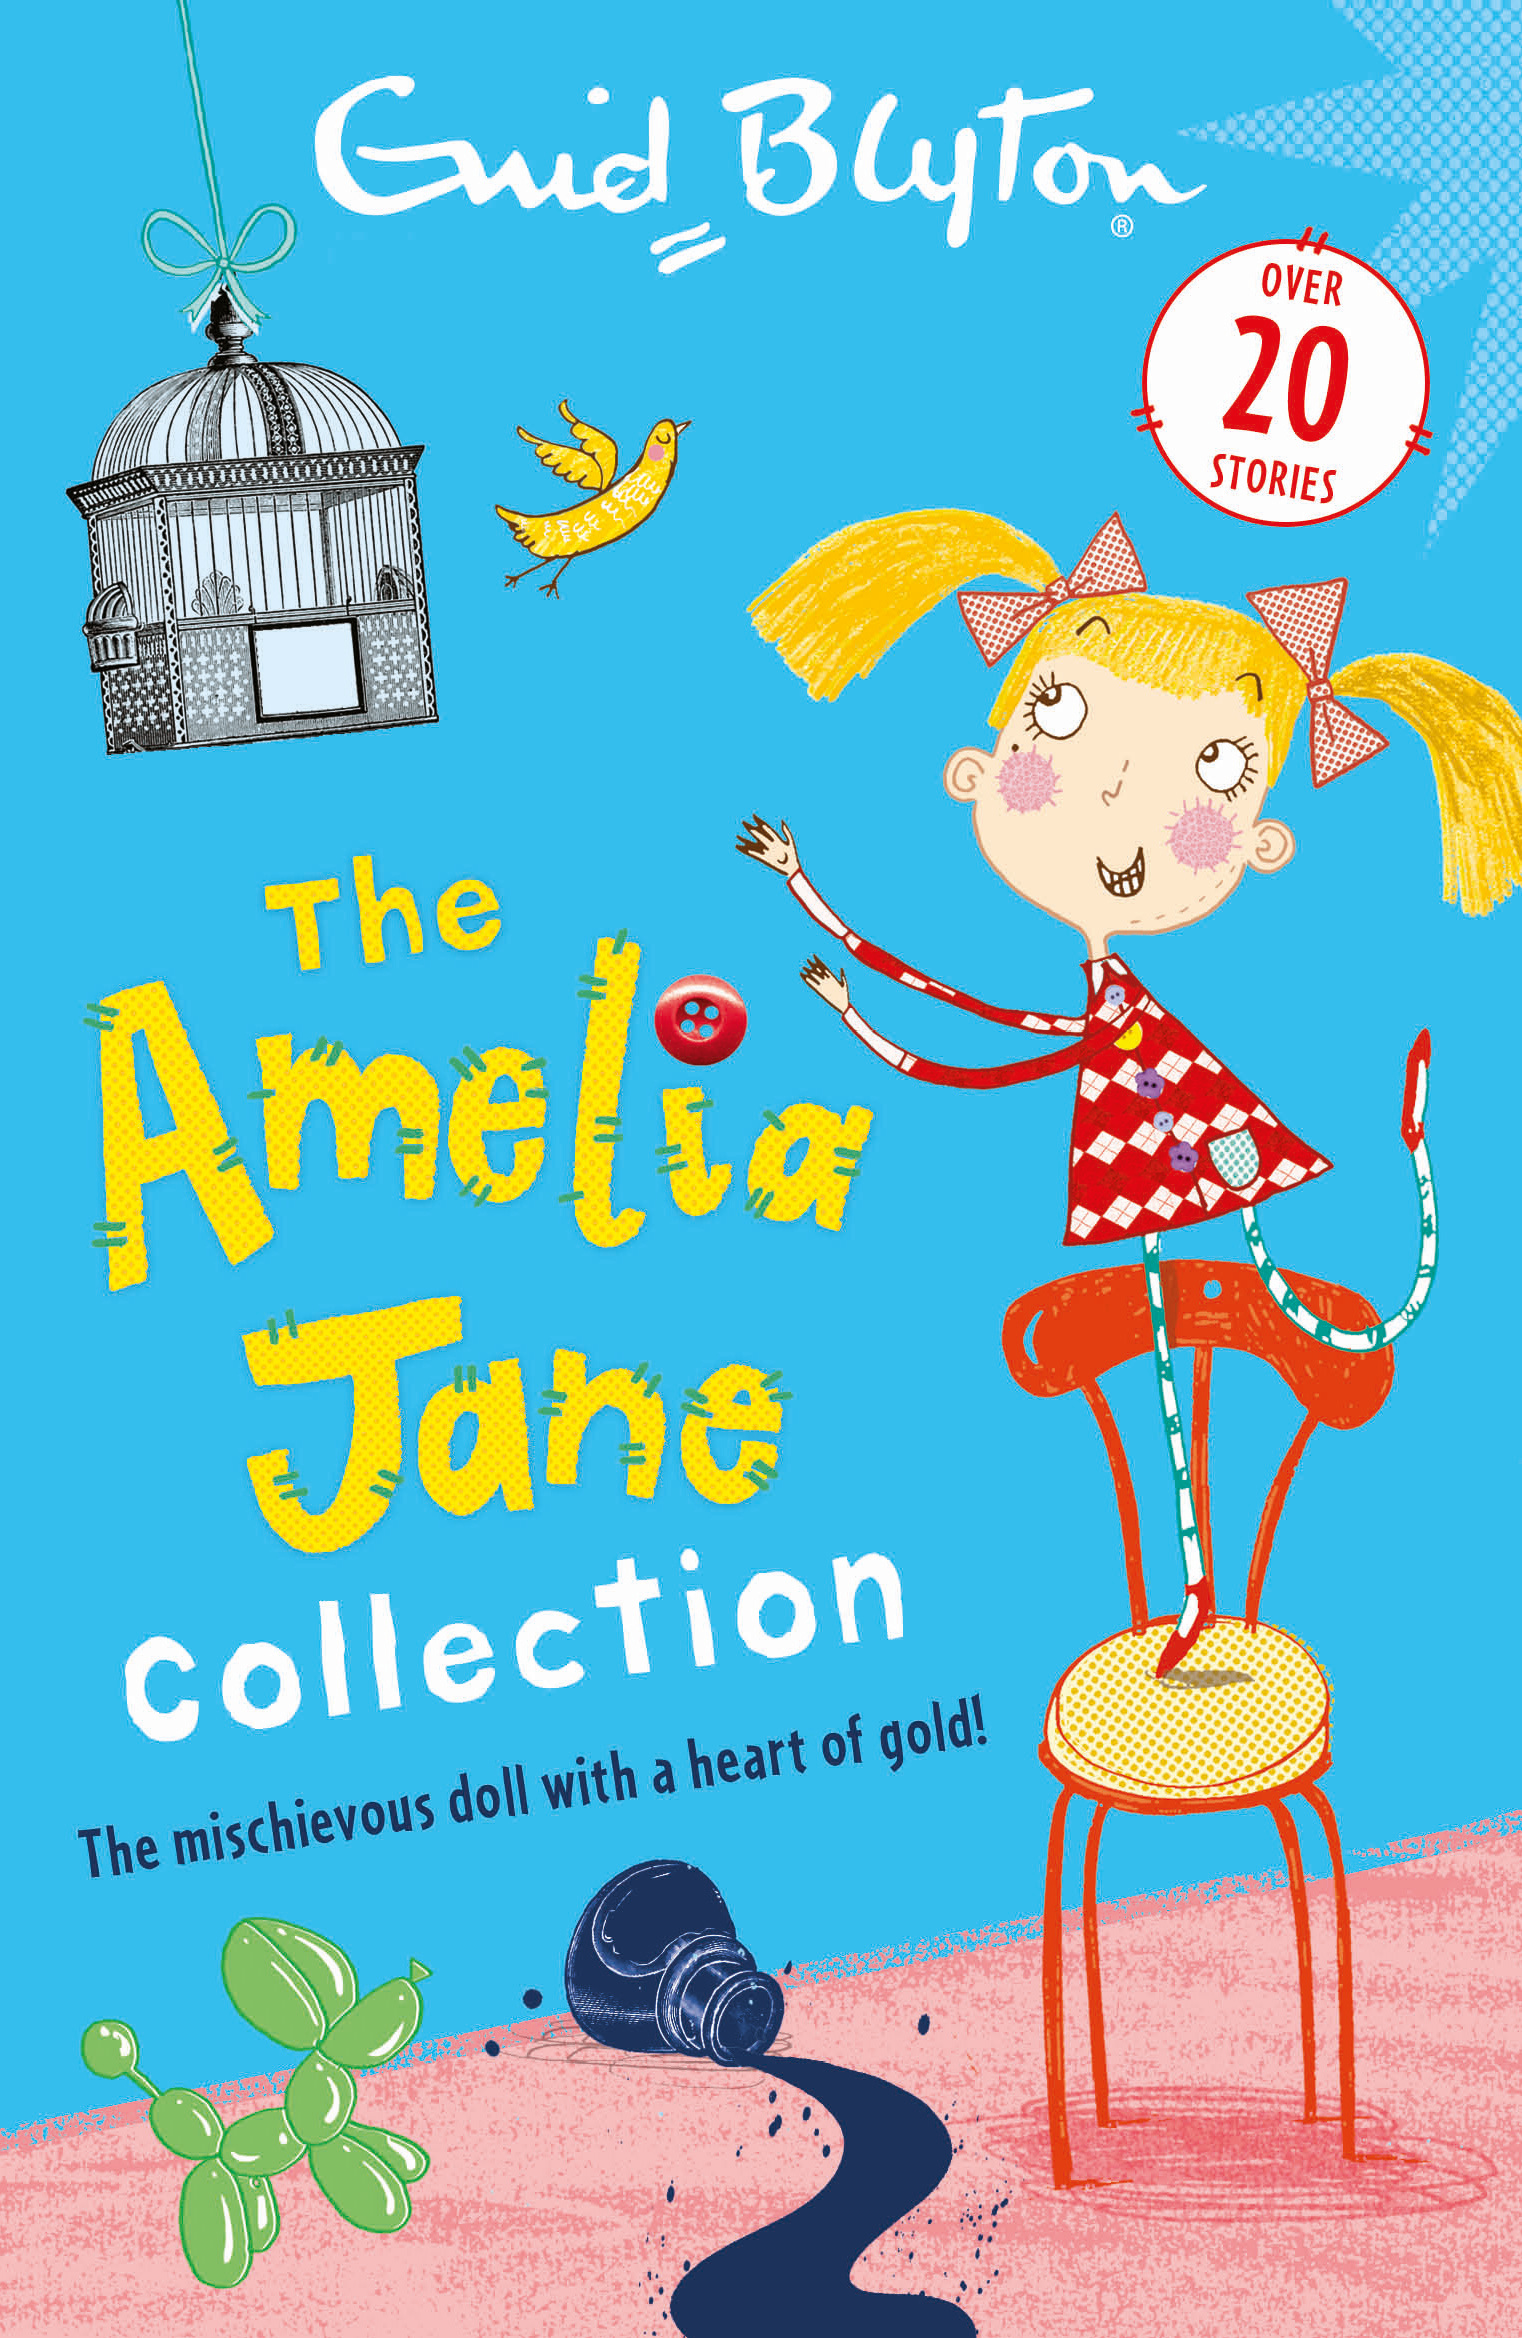 Enid Blyton
®
OVER
20
STORIES
The
Amelia
Jane
collection
The mischievous doll with a heart of gold!